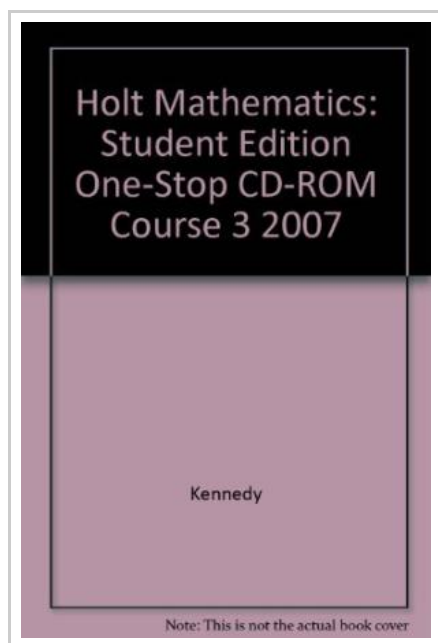 Holt Mathematics:
Student Edition
One-Stop CD-ROM
Course 3 2007
Kennedy
Note: This is not the actual book cover